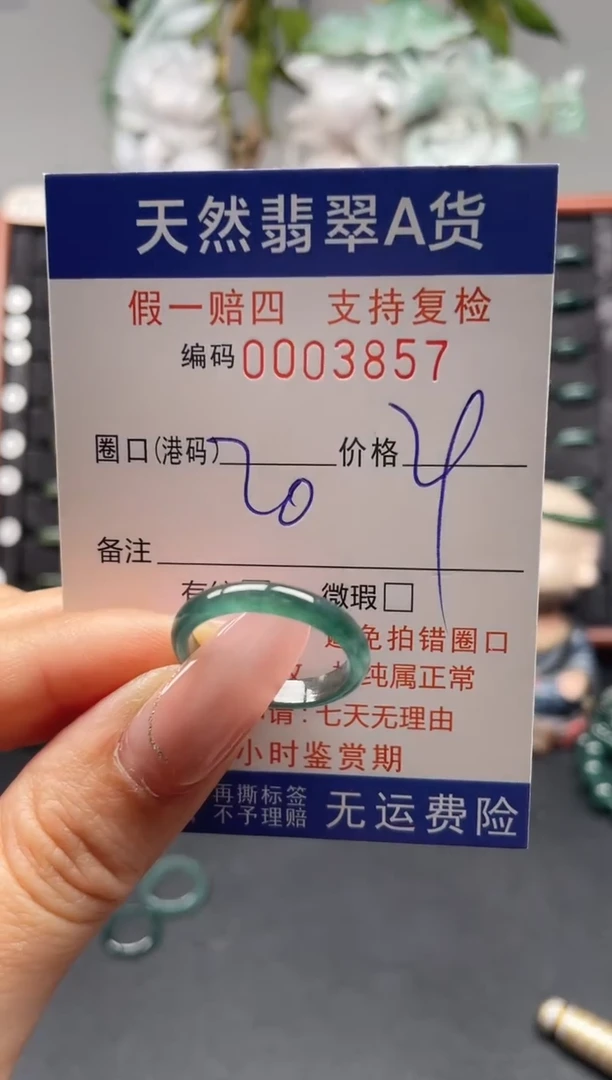 天然翡翠A货
假一赔四 支持复检
编码0003857
圈口(港码) 20 价格
备注
微瑕□
免拍错圈口
纯属正常
请:七天无理由
小时鉴赏期
再撕标签
不予理赔
无运费险